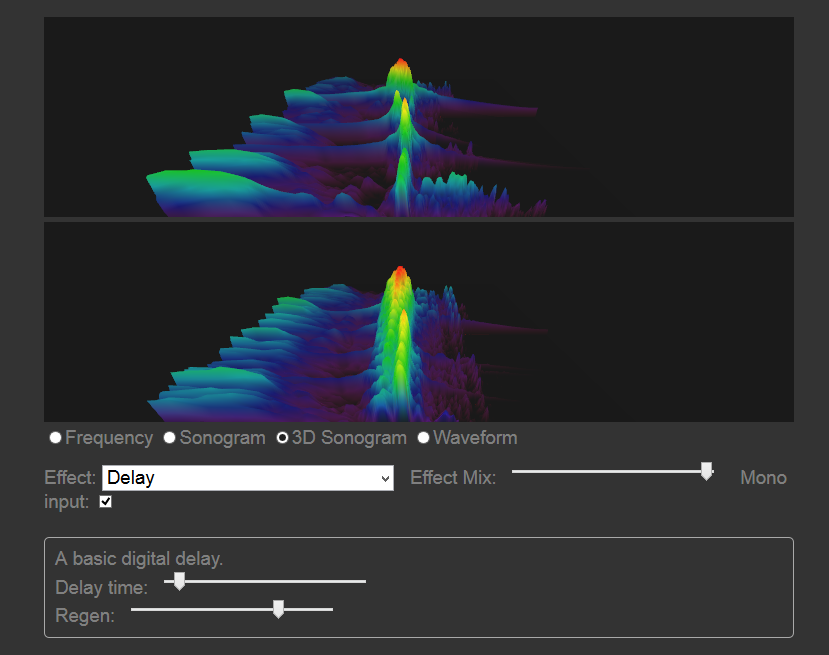 Frequency Sonogram 3D Sonogram Waveform
Effect: Delay Effect Mix: Mono
input:
A basic digital delay.
Delay time:
Regen: